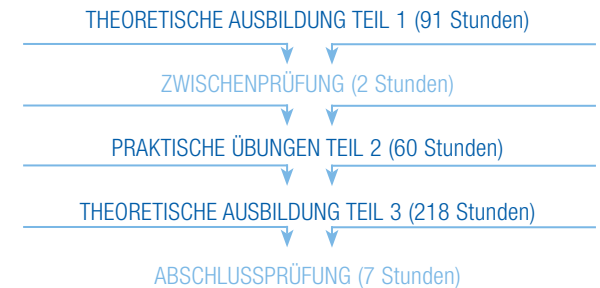 THEORETISCHE AUSBILDUNG TEIL 1 (91 Stunden)
ZWISCHENPRÜFUNG (2 Stunden)
PRAKTISCHE ÜBUNGEN TEIL 2 (60 Stunden)
THEORETISCHE AUSBILDUNG TEIL 3 (218 Stunden)
ABSCHLUSSPRÜFUNG (7 Stunden)